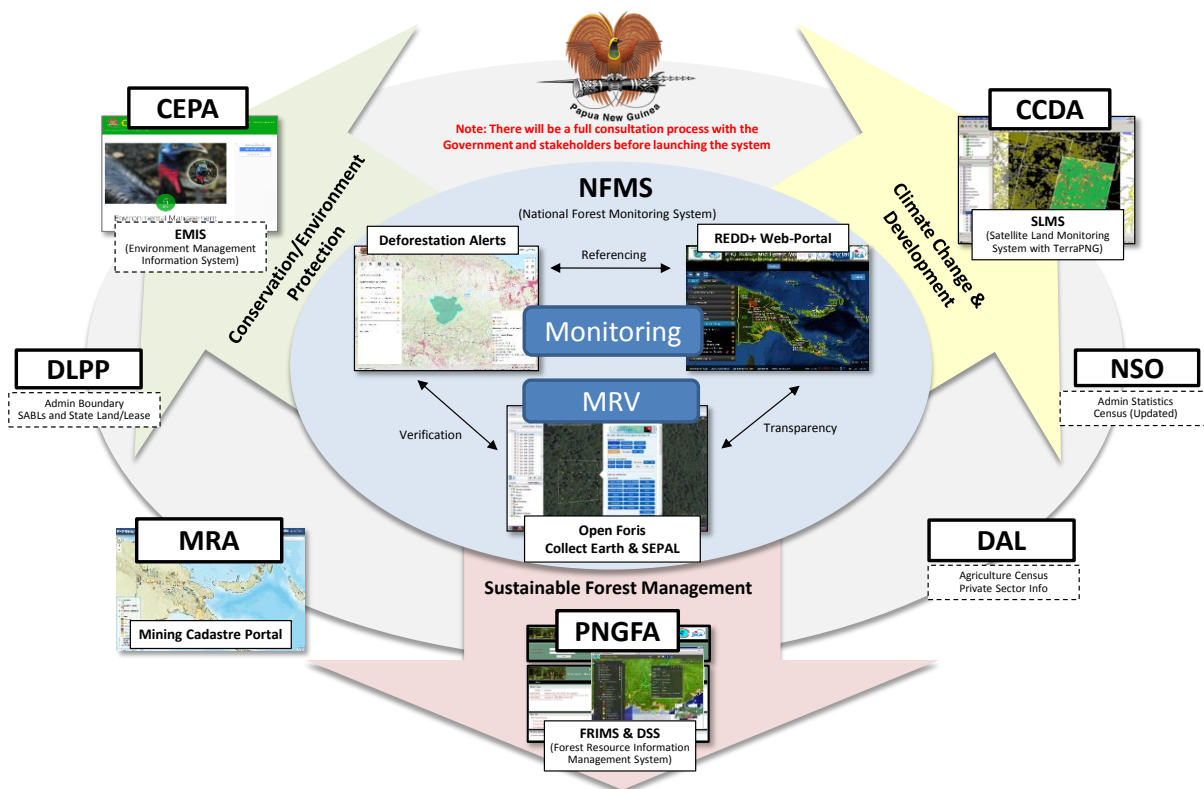 Papua New Guinea
Note: There will be a full consultation process with the
Government and stakeholders before launching the system
CEPA
Environmental Management
EMIS
(Environment Management
Information System)
Conservation/Environment
Protection
CCDA
SLMS
(Satellite Land Monitoring
System with TerraPNG)
Climate Change &
Development
NFMS
(National Forest Monitoring System)
Deforestation Alerts
Referencing
REDD+ Web-Portal
Monitoring
MRV
Verification
Transparency
Open Foris
Collect Earth & SEPAL
DLPP
Admin Boundary
SABLs and State Land/Lease
NSO
Admin Statistics
Census (Updated)
MRA
Mining Cadastre Portal
DAL
Agriculture Census
Private Sector Info
Sustainable Forest Management
PNGFA
FRIMS & DSS
(Forest Resource Information
Management System)